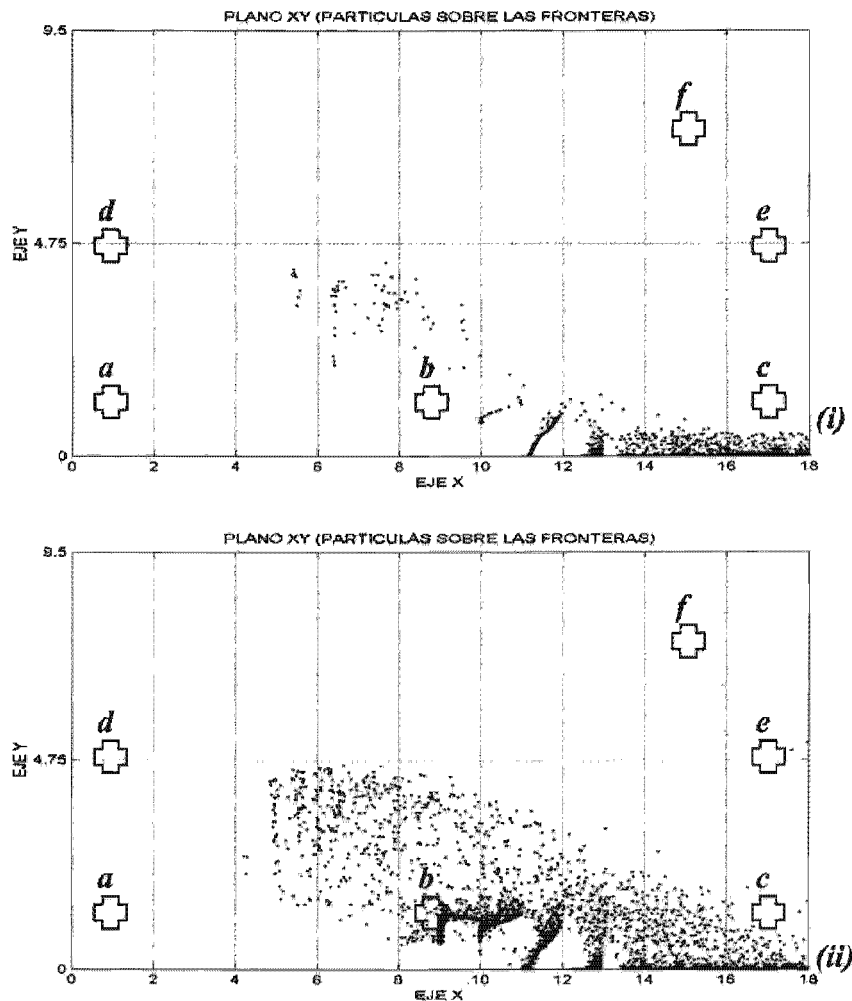 PLANO XY (PARTICULAS SOBRE LAS FRONTERAS)
9.5
f
d
e
EJE Y
4.75
a
b
c
(i)
0
0 2 4 6 8 10 12 14 16 18
EJE X
PLANO XY (PARTICULAS SOBRE LAS FRONTERAS)
9.5
f
d
e
EJE Y
4.75
a
b
c
(ii)
0
0 2 4 6 8 10 12 14 16 18
EJE X